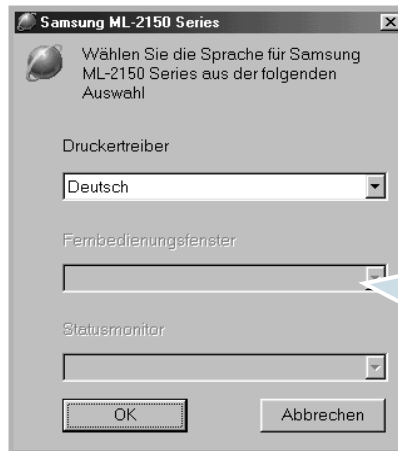 Samsung ML-2150 Series
Wählen Sie die Sprache für Samsung
ML-2150 Series aus der folgenden
Auswahl
Druckertreiber
Deutsch
Fernbedienungsfenster
Statusmonitor
OK
Abbrechen